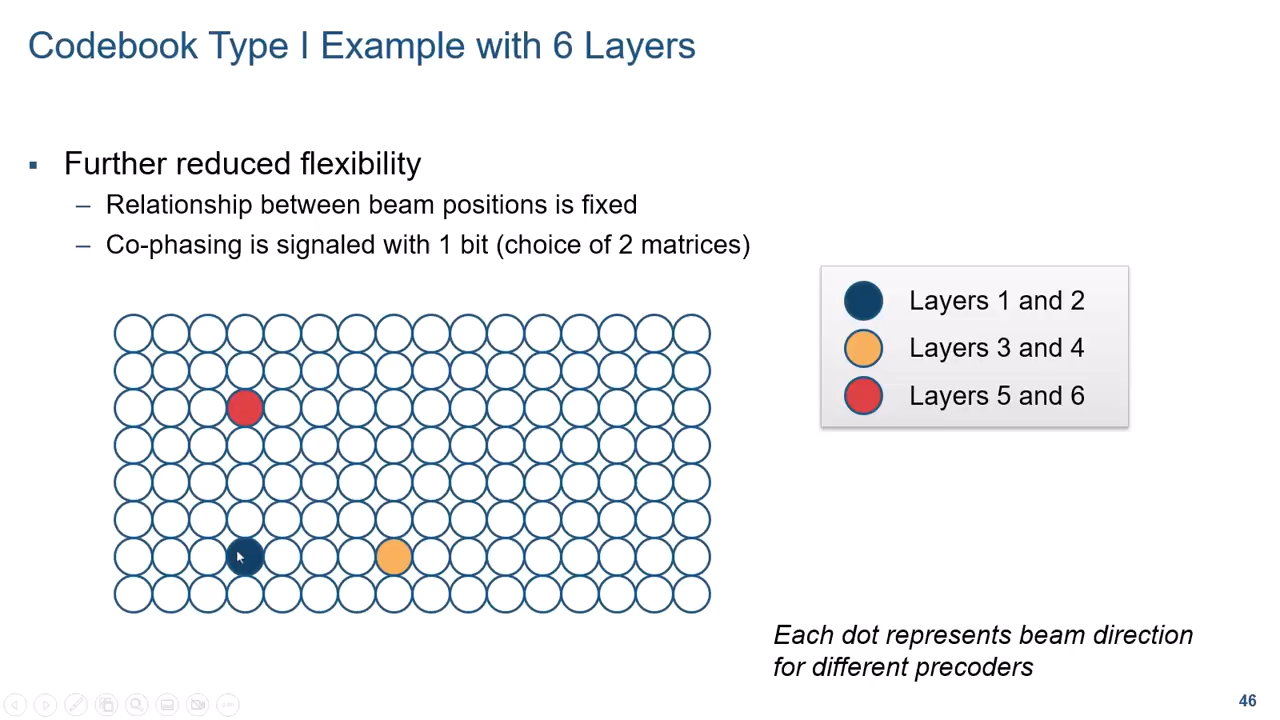 Codebook Type I Example with 6 Layers
▪ Further reduced flexibility
– Relationship between beam positions is fixed
– Co-phasing is signaled with 1 bit (choice of 2 matrices)
Layers 1 and 2
Layers 3 and 4
Layers 5 and 6
Each dot represents beam direction
for different precoders
46